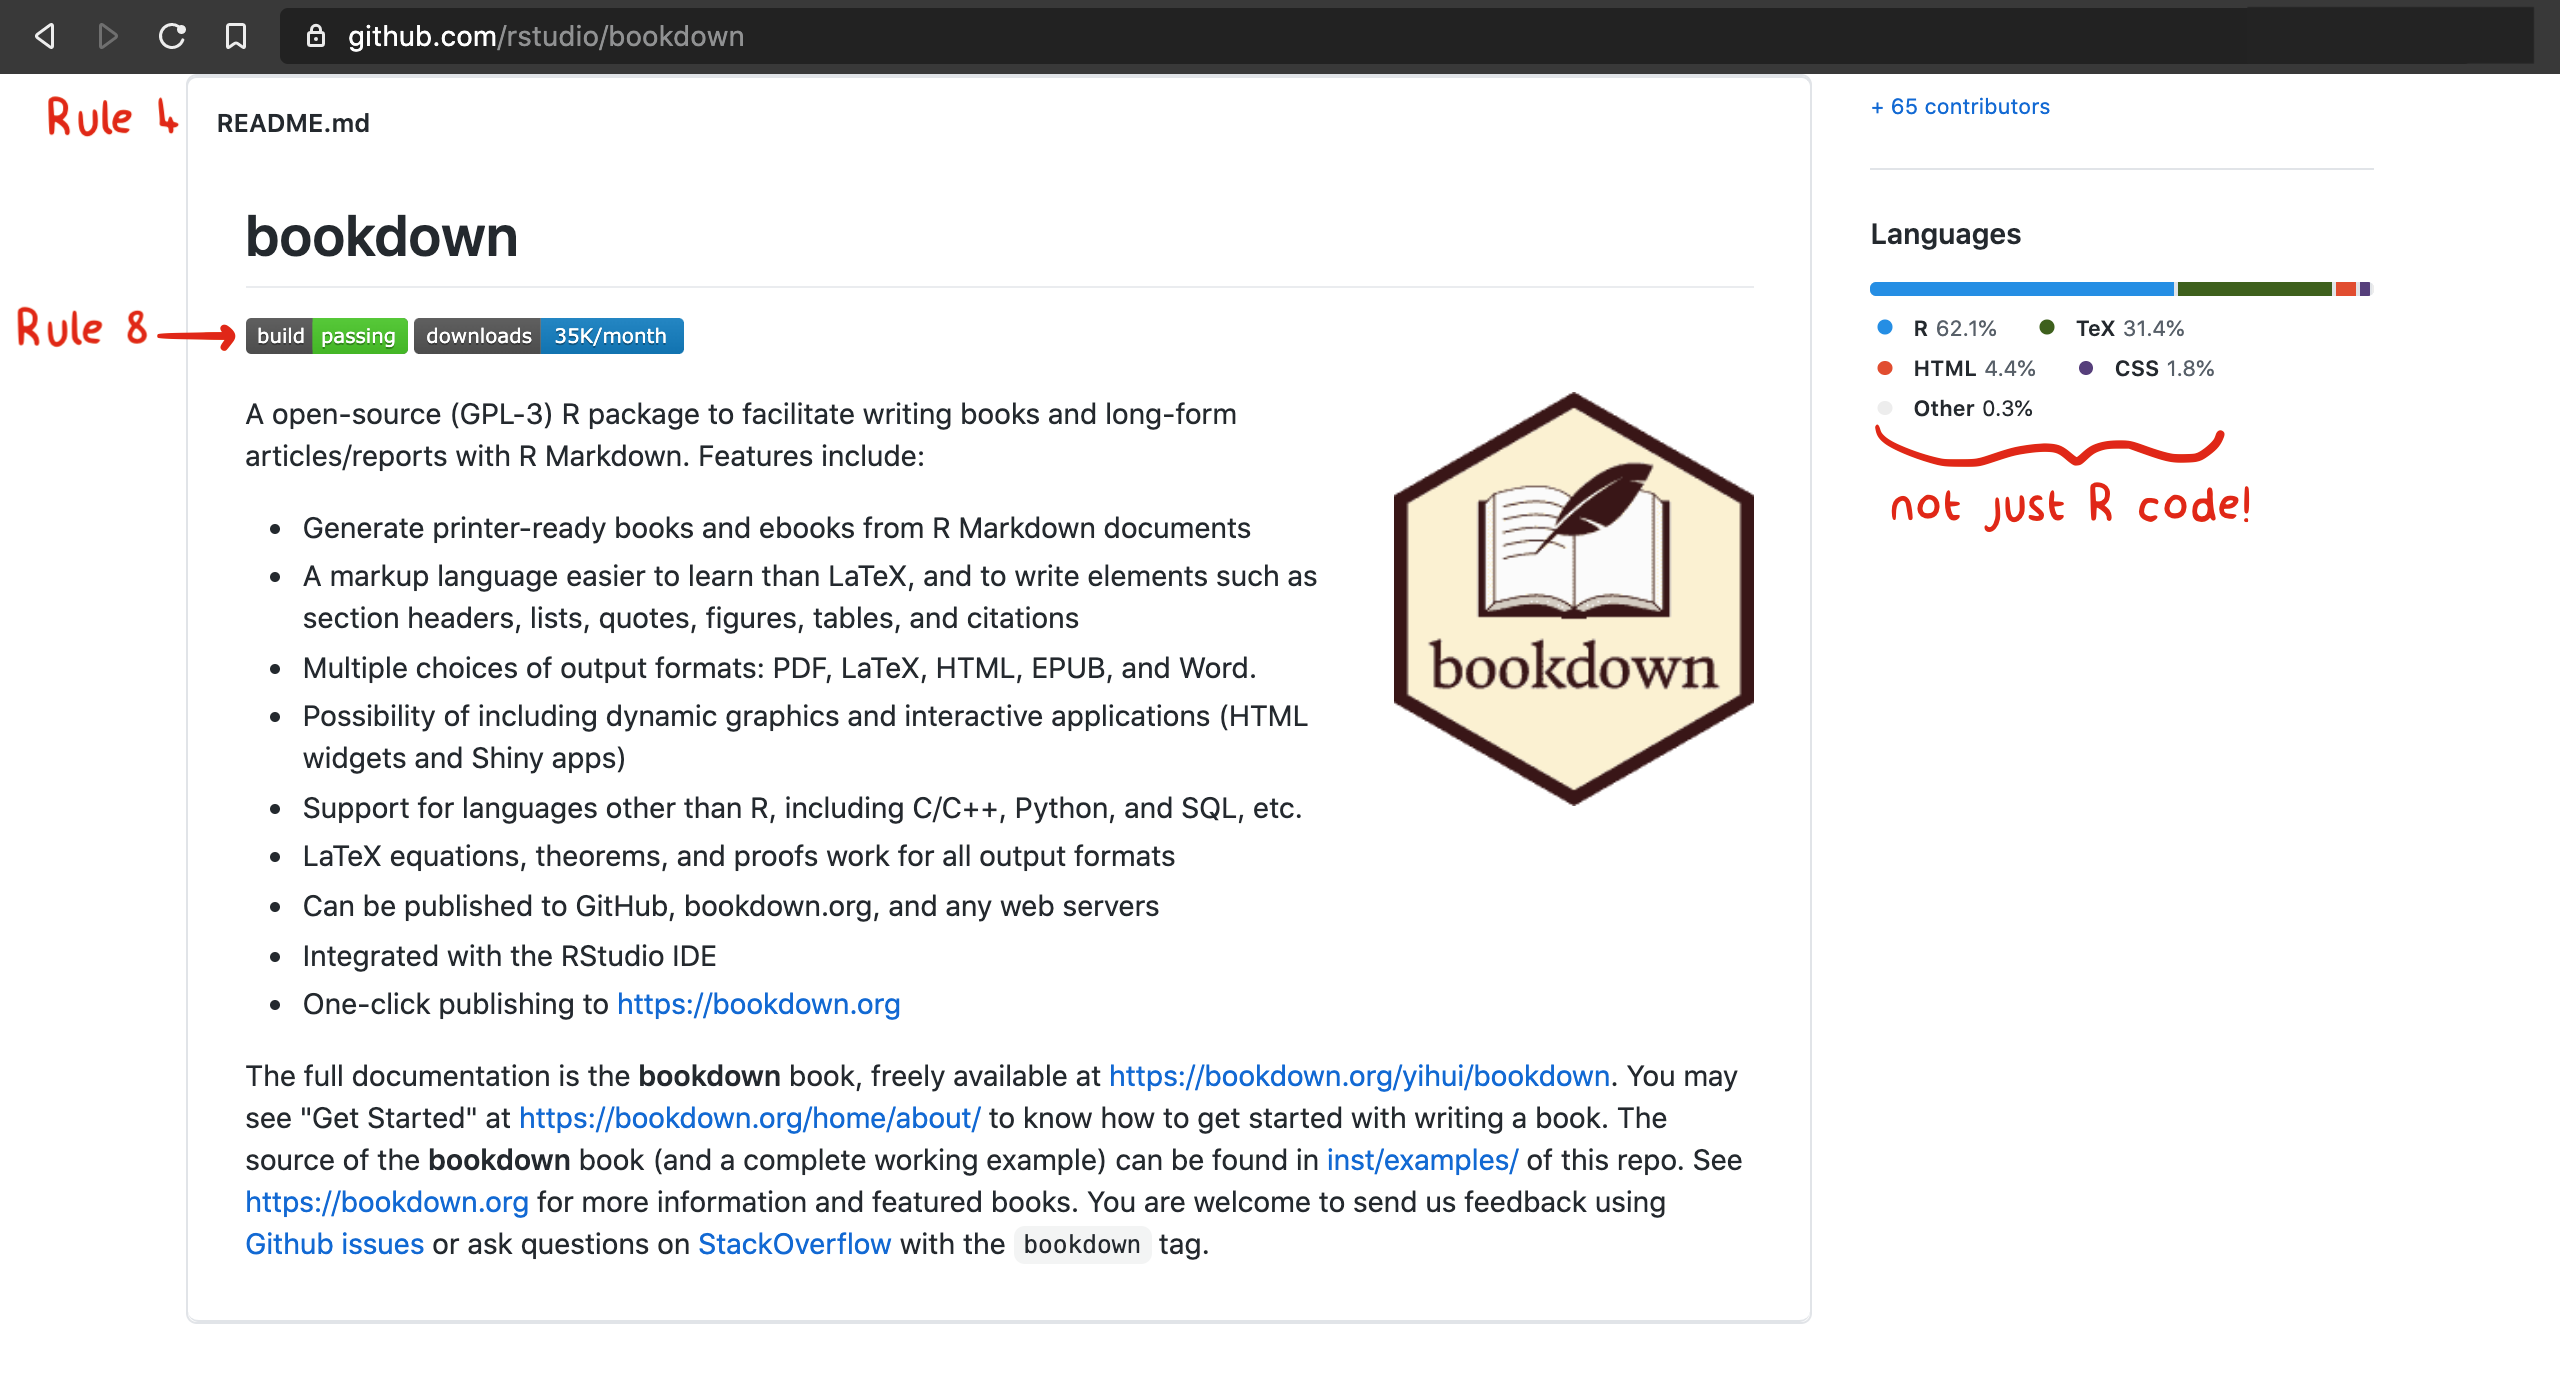 github.com/rstudio/bookdown
Rule 4
README.md
+ 65 contributors
bookdown
Languages
Rule 8
build passing downloads 35K/month
R 62.1% TeX 31.4%
HTML 4.4% CSS 1.8%
Other 0.3%
not just R code!
A open-source (GPL-3) R package to facilitate writing books and long-form
articles/reports with R Markdown. Features include:
• Generate printer-ready books and ebooks from R Markdown documents
• A markup language easier to learn than LaTeX, and to write elements such as
section headers, lists, quotes, figures, tables, and citations
• Multiple choices of output formats: PDF, LaTeX, HTML, EPUB, and Word.
• Possibility of including dynamic graphics and interactive applications (HTML
widgets and Shiny apps)
• Support for languages other than R, including C/C++, Python, and SQL, etc.
• LaTeX equations, theorems, and proofs work for all output formats
• Can be published to GitHub, bookdown.org, and any web servers
• Integrated with the RStudio IDE
• One-click publishing to https://bookdown.org
bookdown
The full documentation is the bookdown book, freely available at https://bookdown.org/yihui/bookdown. You may
see "Get Started" at https://bookdown.org/home/about/ to know how to get started with writing a book. The
source of the bookdown book (and a complete working example) can be found in inst/examples/ of this repo. See
https://bookdown.org for more information and featured books. You are welcome to send us feedback using
Github issues or ask questions on StackOverflow with the bookdown tag.